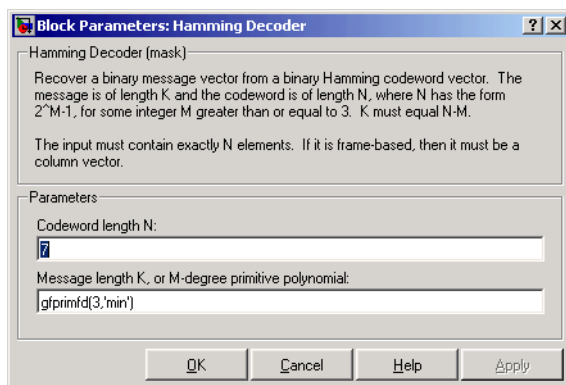 Block Parameters: Hamming Decoder
Hamming Decoder (mask)
Recover a binary message vector from a binary Hamming codeword vector. The
message is of length K and the codeword is of length N, where N has the form
2^M-1, for some integer M greater than or equal to 3. K must equal N-M.
The input must contain exactly N elements. If it is frame-based, then it must be a
column vector.
Parameters
Codeword length N:
7
Message length K, or M-degree primitive polynomial:
gfprimfd(3,'min')
OK Cancel Help Apply